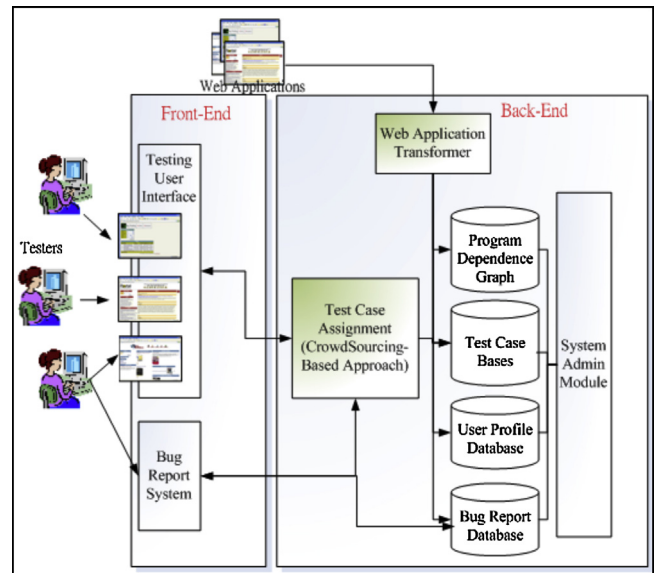 Web Applications
Front-End
Back-End
Testing
User
Interface
Web Application
Transformer
Testers
Program
Dependence
Graph
Test Case
Assignment
(CrowdSourcing-
Based Approach)
Test Case
Bases
System
Admin
Module
User Profile
Database
Bug
Report
System
Bug Report
Database